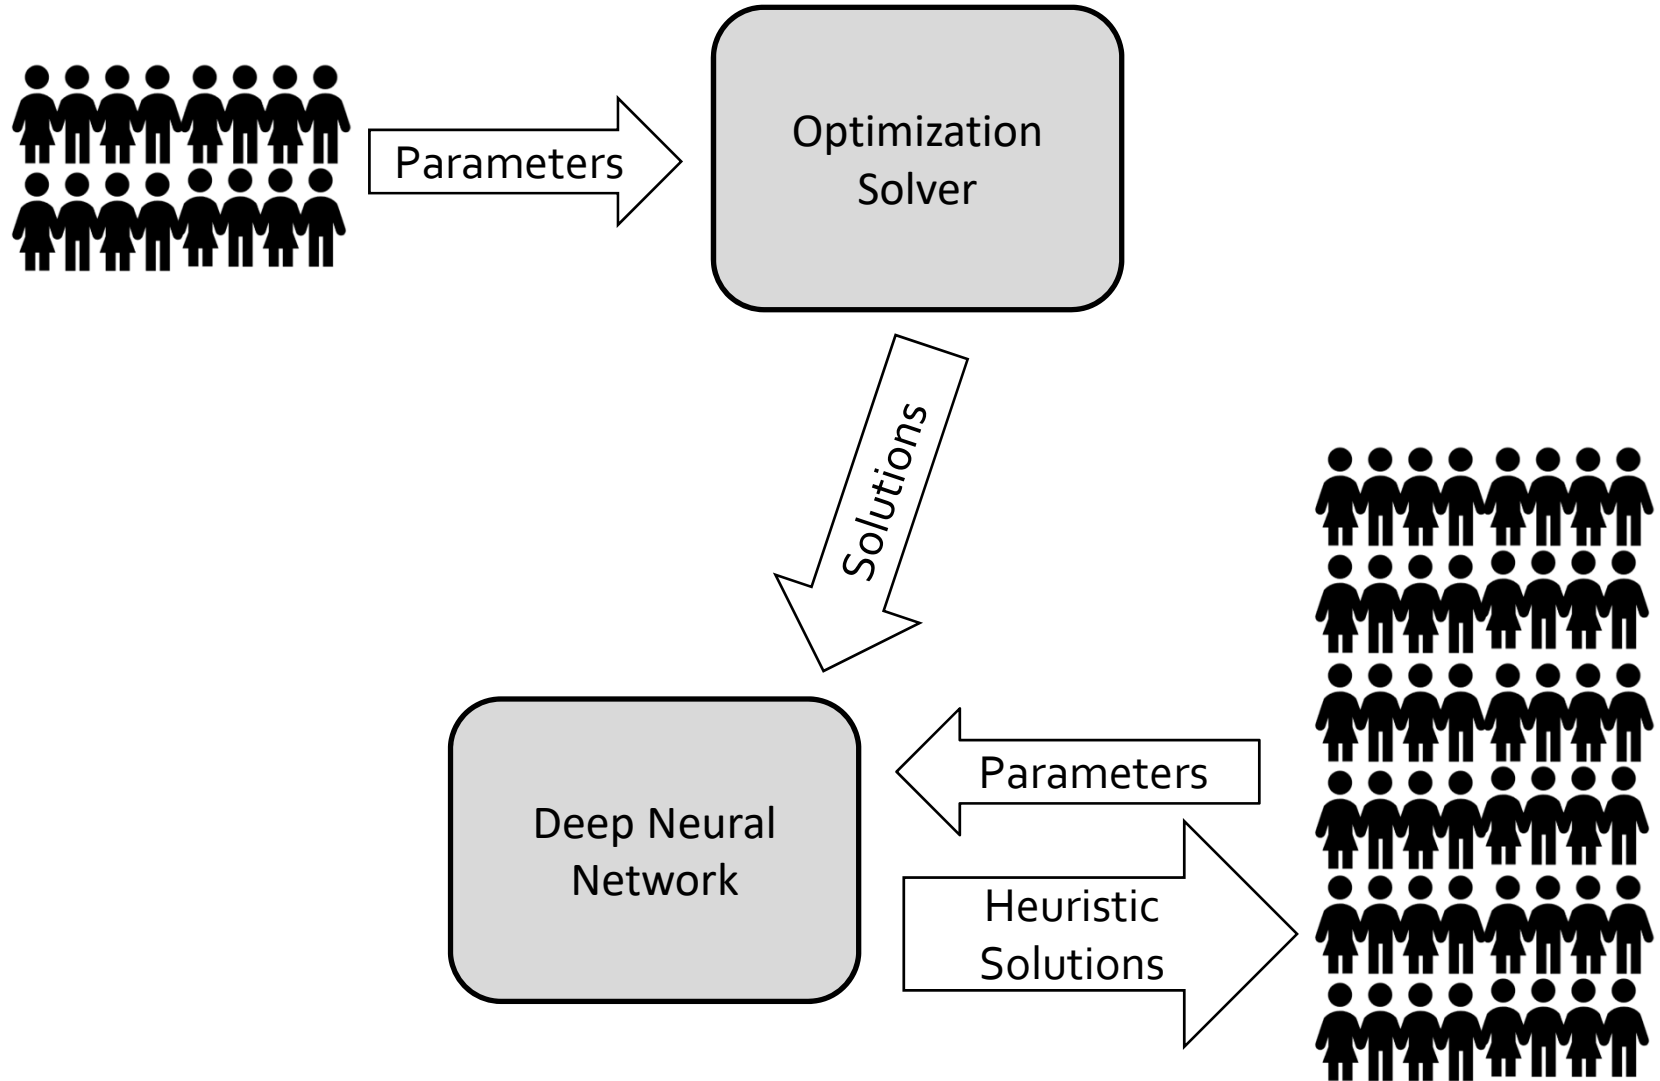 Parameters
Optimization
Solver
Solutions
Deep Neural
Network
Parameters
Heuristic
Solutions